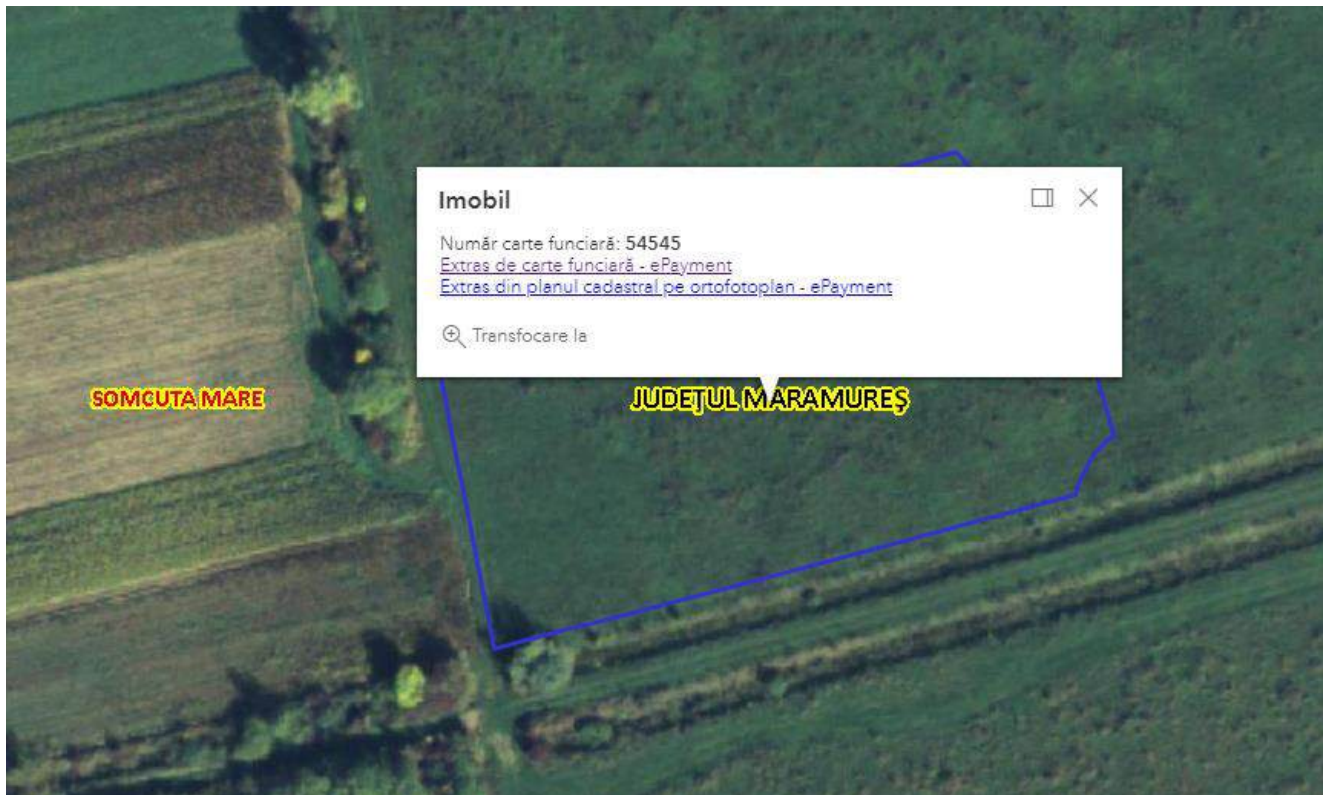 Imobil
Număr carte funciară: 54545
Extras de carte funciară - ePayment
Extras din planul cadastral pe ortofotoplan - ePayment
Transfocare la
SOMCUTA MARE
JUDEȚUL MARAMUREȘ